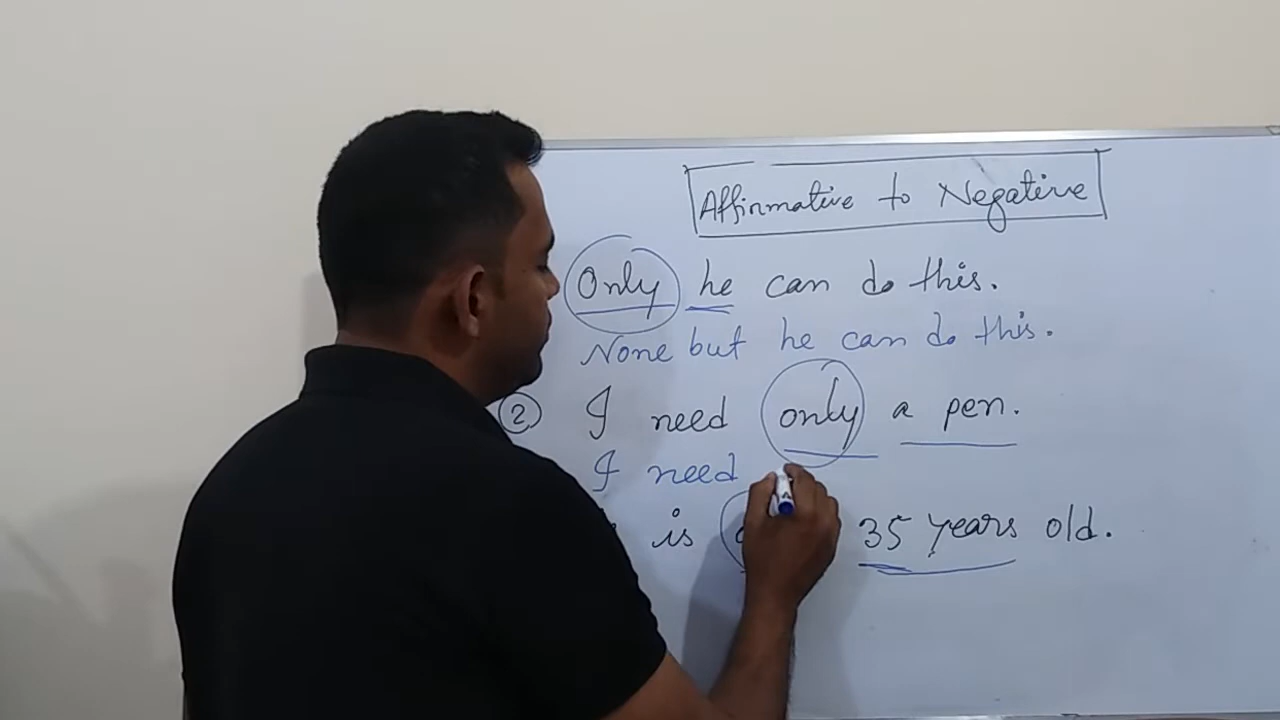 Affirmative to Negative
Only he can do this.
None but he can do this.
2 I need only a pen.
I need
is 35 years old.